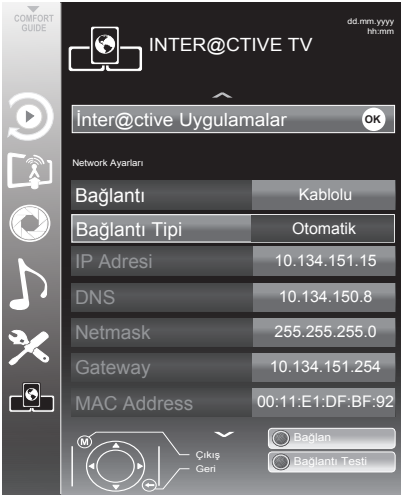 COMFORT
GUIDE
INTER@CTIVE TV
dd.mm.yyyy
hh:mm
İnter@ctive Uygulamalar OK
Network Ayarları
Bağlantı Kablolu
Bağlantı Tipi Otomatik
IP Adresi 10.134.151.15
DNS 10.134.150.8
Netmask 255.255.255.0
Gateway 10.134.151.254
MAC Address 00:11:E1:DF:BF:92
M
Çıkış
Geri
Bağlan
Bağlantı Testi